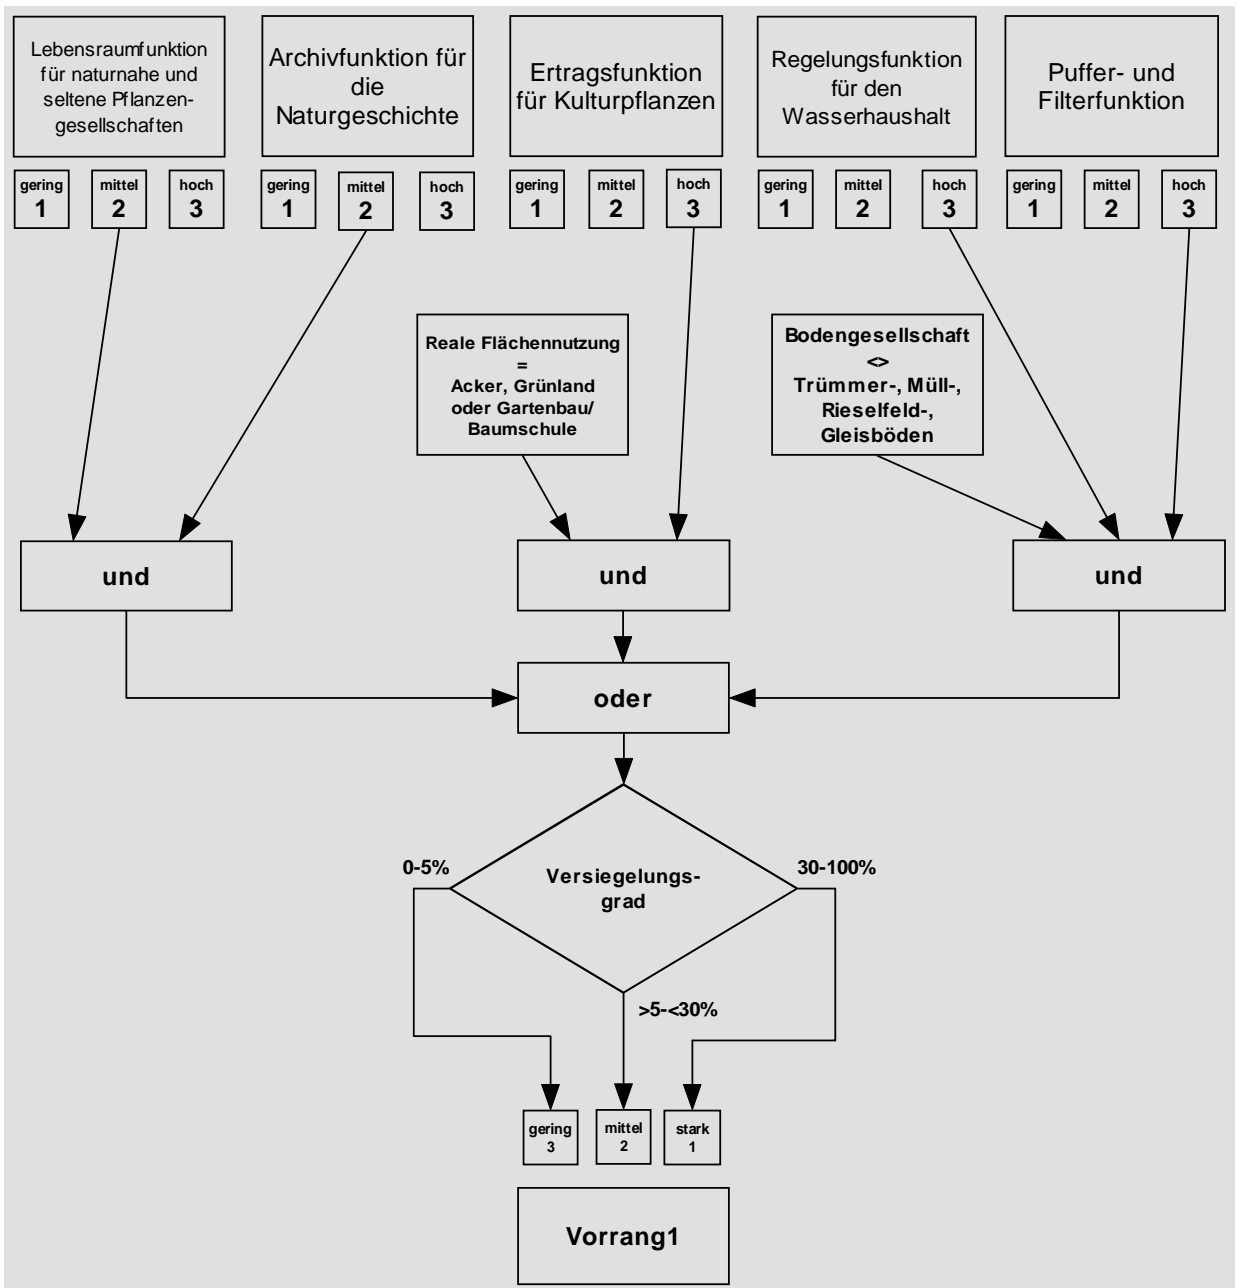 Lebensraumfunktion
für naturnahe und
seltene Pflanzen-
gesellschaften
Archivfunktion für
die
Naturgeschichte
Ertragsfunktion
für Kulturpflanzen
Regelungsfunktion
für den
Wasserhaushalt
Puffer- und
Filterfunktion
gering
1
mittel
2
hoch
3
gering
1
mittel
2
hoch
3
gering
1
mittel
2
hoch
3
gering
1
mittel
2
hoch
3
gering
1
mittel
2
hoch
3
Reale Flächennutzung
=
Acker, Grünland
oder Gartenbau/
Baumschule
Bodengesellschaft
<>
Trümmer-, Müll-,
Rieselfeld-,
Gleisböden
und
und
und
oder
0-5%
Versiegelungs-
grad
30-100%
>5-<30%
gering
3
mittel
2
stark
1
Vorrang1